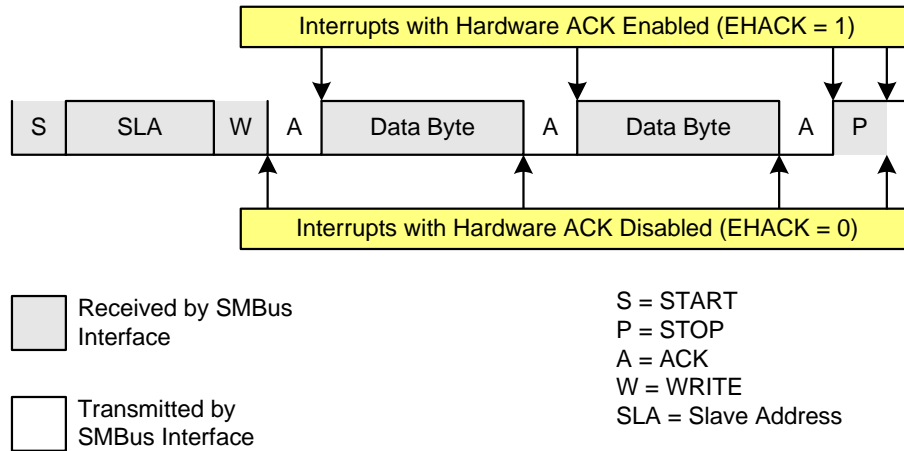 Interrupts with Hardware ACK Enabled (EHACK = 1)
S SLA W A Data Byte A Data Byte A P
Interrupts with Hardware ACK Disabled (EHACK = 0)
Received by SMBus
Interface
Transmitted by
SMBus Interface
S = START
P = STOP
A = ACK
W = WRITE
SLA = Slave Address